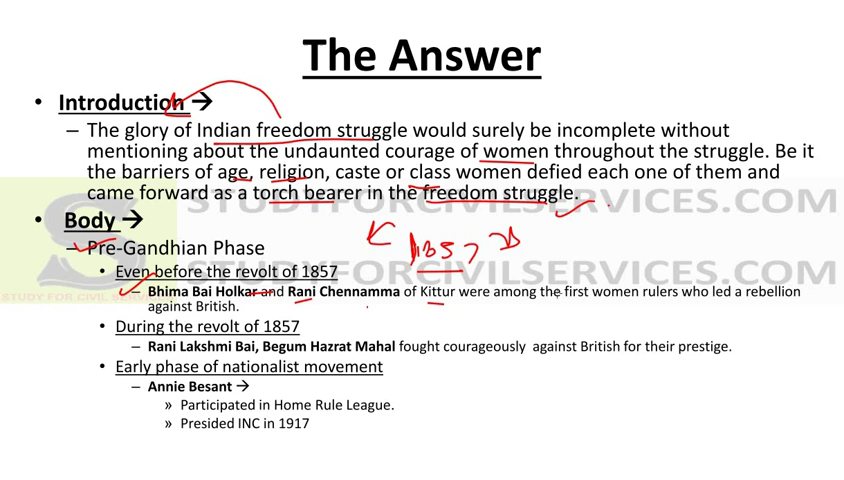 The Answer
• Introduction →
– The glory of Indian freedom struggle would surely be incomplete without
mentioning about the undaunted courage of women throughout the struggle. Be it
the barriers of age, religion, caste or class women defied each one of them and
came forward as a torch bearer in the freedom struggle.
STUDYFORCIVILSERVICES.COM
• Body →
1857
– Pre-Gandhian Phase
• Even before the revolt of 1857
STUDYFORCIVILSERVICES.COM
– Bhima Bai Holkar and Rani Chennamma of Kittur were among the first women rulers who led a rebellion
against British.
• During the revolt of 1857
– Rani Lakshmi Bai, Begum Hazrat Mahal fought courageously against British for their prestige.
• Early phase of nationalist movement
– Annie Besant →
» Participated in Home Rule League.
» Presided INC in 1917